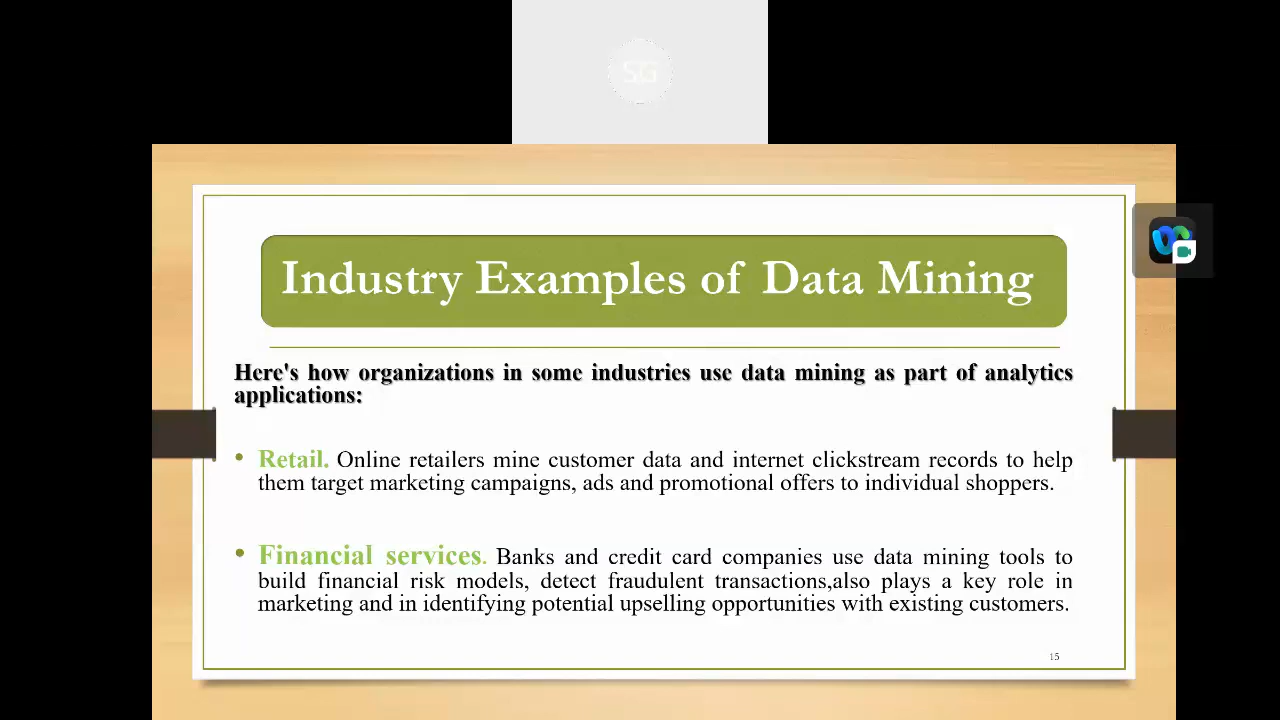 SG
Industry Examples of Data Mining
Here's how organizations in some industries use data mining as part of analytics
applications:
• Retail. Online retailers mine customer data and internet clickstream records to help
them target marketing campaigns, ads and promotional offers to individual shoppers.
• Financial services. Banks and credit card companies use data mining tools to
build financial risk models, detect fraudulent transactions,also plays a key role in
marketing and in identifying potential upselling opportunities with existing customers.
15